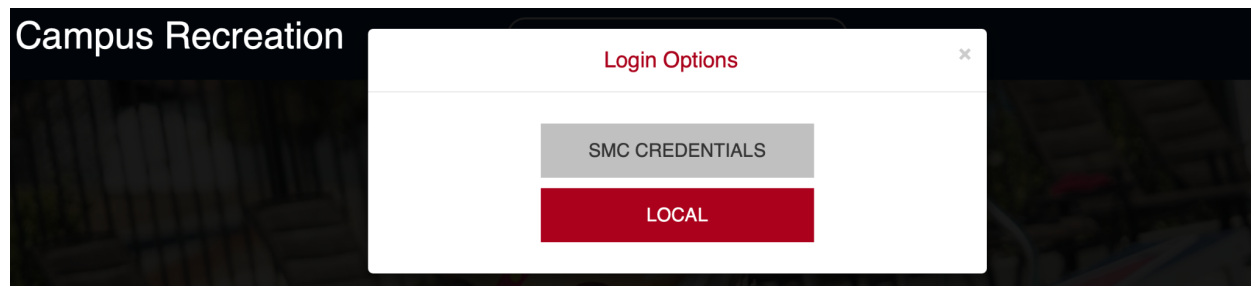 Campus Recreation
Login Options ×
SMC CREDENTIALS
LOCAL